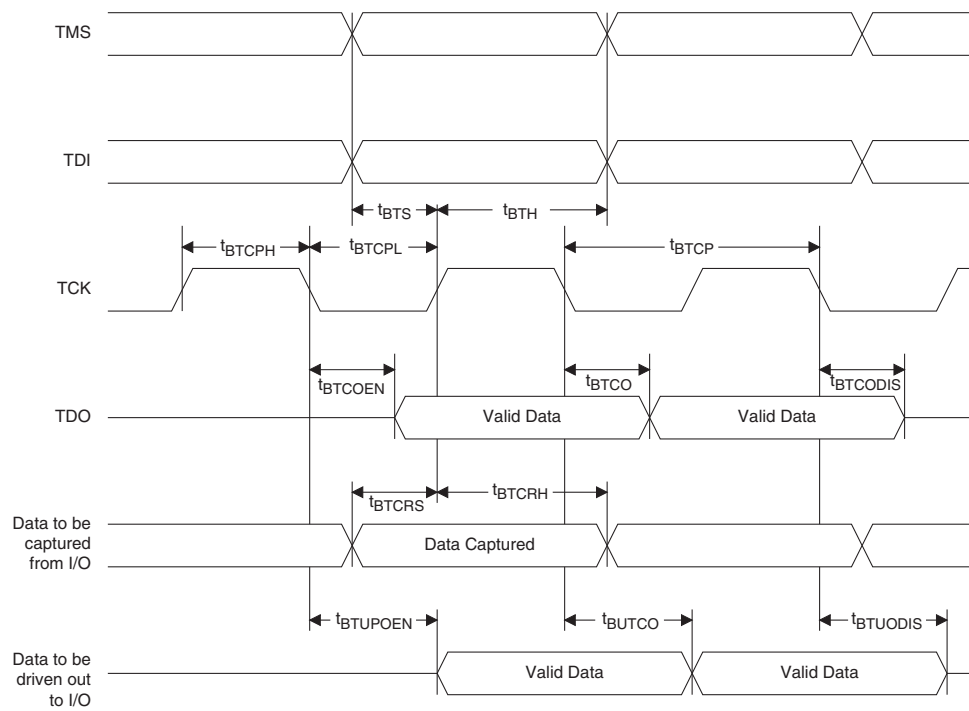 TMS
TDI
tBTS
tBTH
tBTCPH
tBTCPL
tBTCP
TCK
tBTCOEN
tBTCO
tBTCODIS
TDO
Valid Data
Valid Data
tBTCRS
tBTCRH
Data to be
captured
from I/O
Data Captured
tBTUPOEN
tBUTCO
tBTUODIS
Data to be
driven out
to I/O
Valid Data
Valid Data